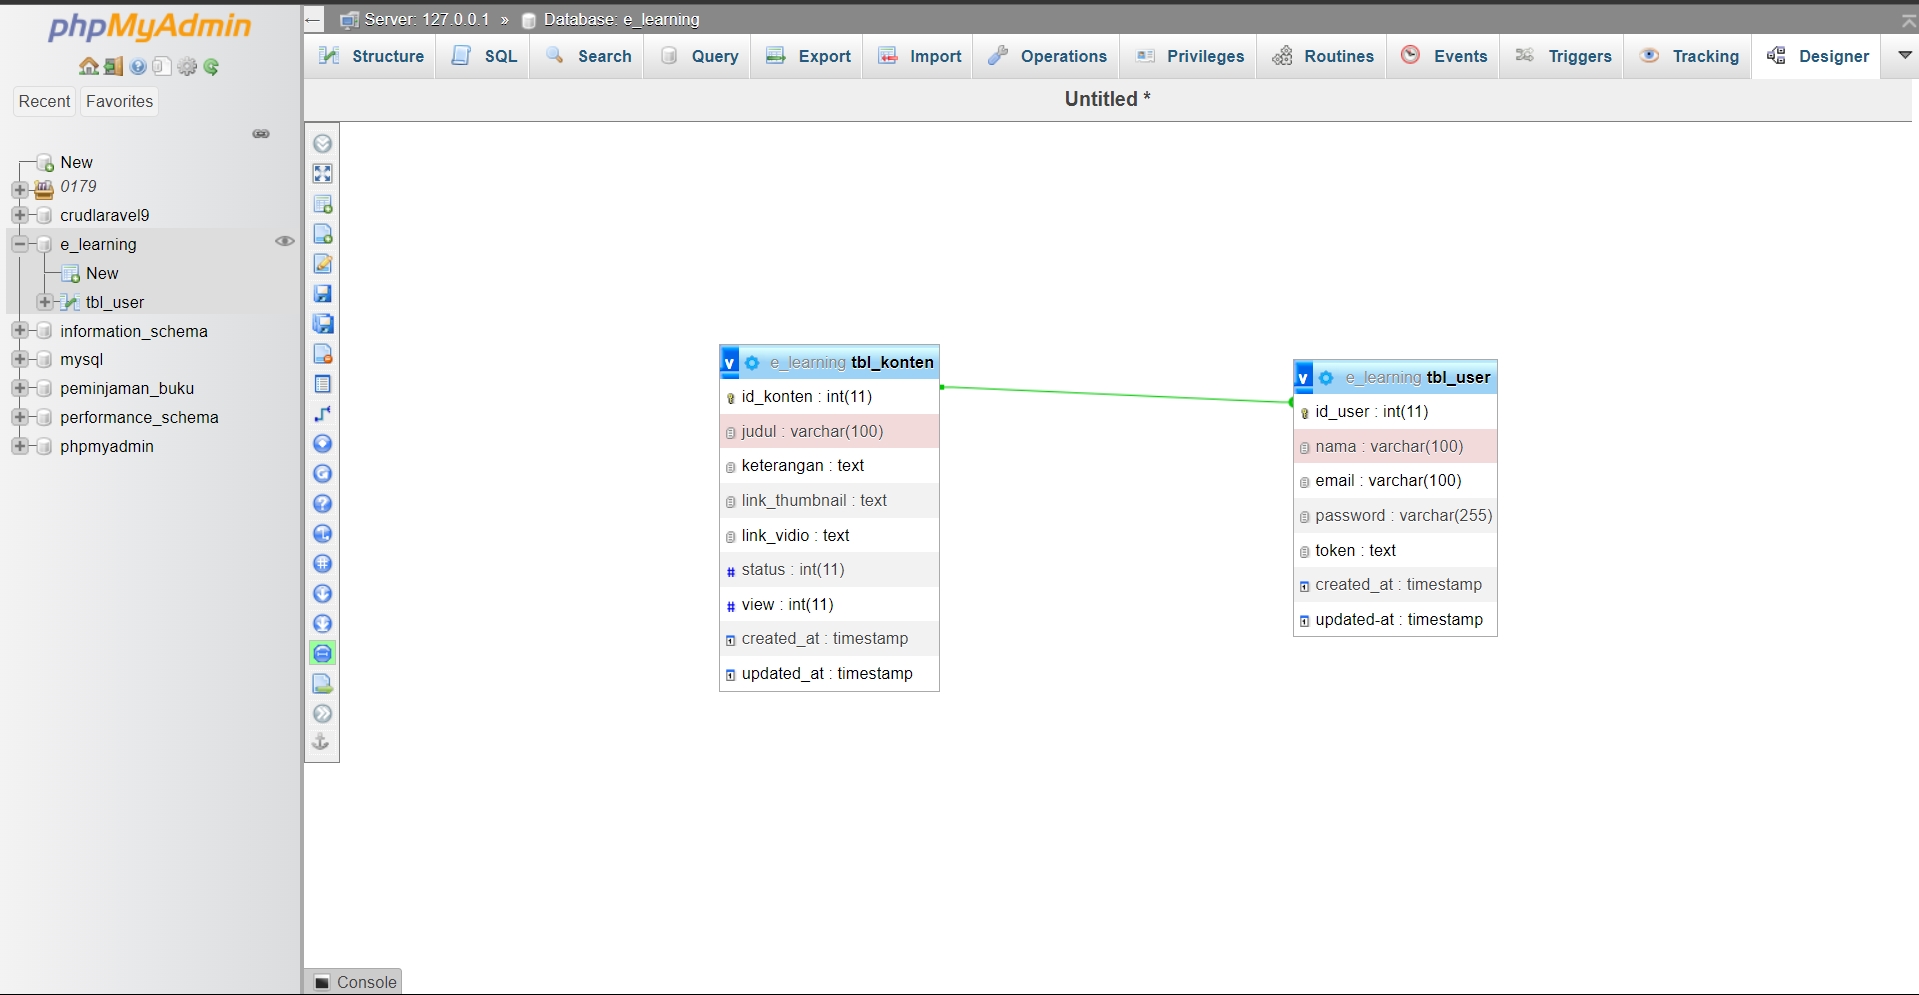 phpMyAdmin
Recent Favorites
New
0179
crudlaravel9
e_learning
New
tbl_user
information_schema
mysql
peminjaman_buku
performance_schema
phpmyadmin
← Server: 127.0.0.1 » Database: e_learning
Structure SQL Search Query Export Import Operations Privileges Routines Events Triggers Tracking Designer
Untitled *
v e_learning tbl_konten
id_konten : int(11)
judul : varchar(100)
keterangan : text
link_thumbnail : text
link_vidio : text
# status : int(11)
# view : int(11)
created_at : timestamp
updated_at : timestamp
v e_learning tbl_user
id_user : int(11)
nama : varchar(100)
email : varchar(100)
password : varchar(255)
token : text
created_at : timestamp
updated-at : timestamp
Console